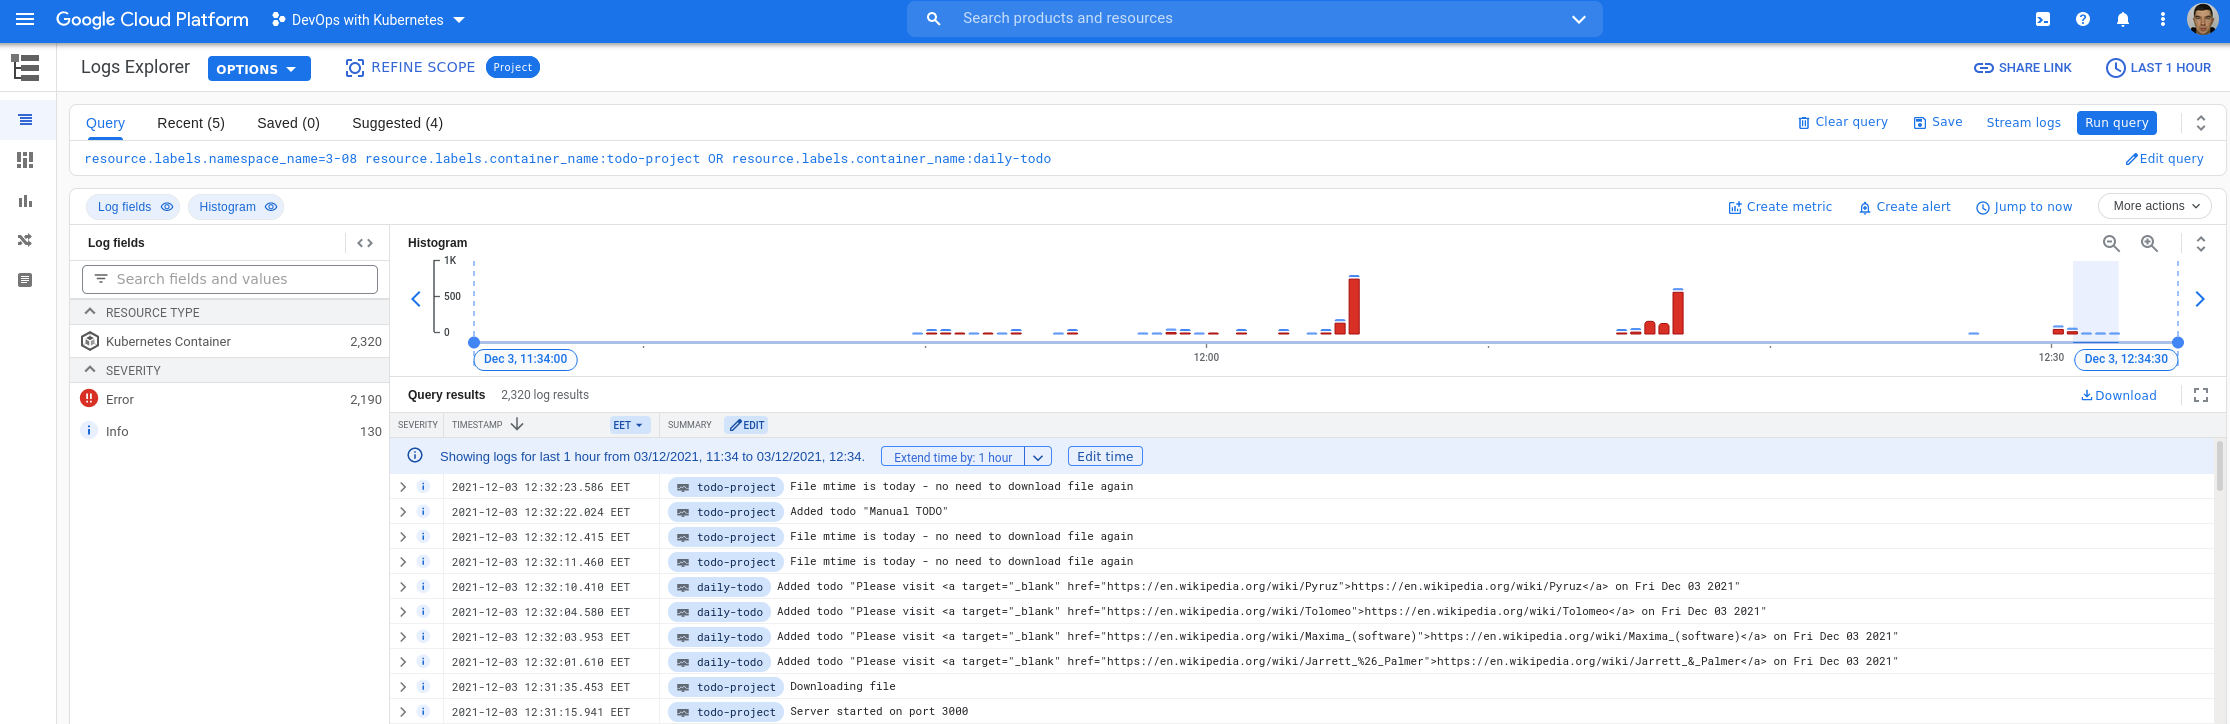 Google Cloud Platform DevOps with Kubernetes Search products and resources
Logs Explorer OPTIONS REFINE SCOPE Project SHARE LINK LAST 1 HOUR
Query Recent (5) Saved (0) Suggested (4) Clear query Save Stream logs Run query
resource.labels.namespace_name=3-08 resource.labels.container_name:todo-project OR resource.labels.container_name:daily-todo Edit query
Log fields Histogram Create metric Create alert Jump to now More actions
Log fields
Search fields and values
RESOURCE TYPE
Kubernetes Container 2,320
SEVERITY
Error 2,190
Info 130
Histogram
1K
500
0
12:00 12:30
Dec 3, 11:34:00 Dec 3, 12:34:30
Query results 2,320 log results Download
SEVERITY TIMESTAMP EET SUMMARY EDIT
Showing logs for last 1 hour from 03/12/2021, 11:34 to 03/12/2021, 12:34. Extend time by: 1 hour Edit time
i 2021-12-03 12:32:23.586 EET todo-project File mtime is today - no need to download file again
i 2021-12-03 12:32:22.024 EET todo-project Added todo "Manual TODO"
i 2021-12-03 12:32:12.415 EET todo-project File mtime is today - no need to download file again
i 2021-12-03 12:32:11.460 EET todo-project File mtime is today - no need to download file again
i 2021-12-03 12:32:10.410 EET daily-todo Added todo "Please visit <a target="_blank" href="https://en.wikipedia.org/wiki/Pyruz">https://en.wikipedia.org/wiki/Pyruz</a> on Fri Dec 03 2021"
i 2021-12-03 12:32:04.580 EET daily-todo Added todo "Please visit <a target="_blank" href="https://en.wikipedia.org/wiki/Tolomeo">https://en.wikipedia.org/wiki/Tolomeo</a> on Fri Dec 03 2021"
i 2021-12-03 12:32:03.953 EET daily-todo Added todo "Please visit <a target="_blank" href="https://en.wikipedia.org/wiki/Maxima_(software)">https://en.wikipedia.org/wiki/Maxima_(software)</a> on Fri Dec 03 2021"
i 2021-12-03 12:32:01.610 EET daily-todo Added todo "Please visit <a target="_blank" href="https://en.wikipedia.org/wiki/Jarrett_%26_Palmer">https://en.wikipedia.org/wiki/Jarrett_&_Palmer</a> on Fri Dec 03 2021"
i 2021-12-03 12:31:35.453 EET todo-project Downloading file
i 2021-12-03 12:31:15.941 EET todo-project Server started on port 3000